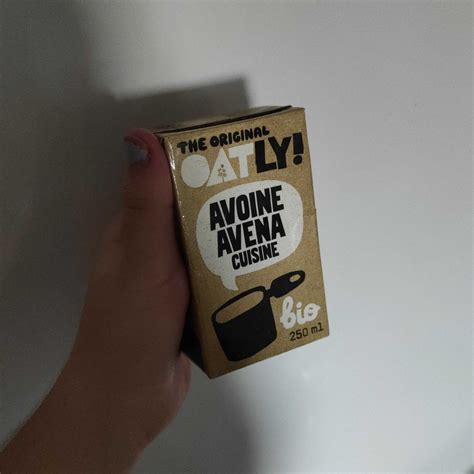 THE ORIGINAL
OATLY!
AVOINE
AVENA
CUISINE
bio
250 ml